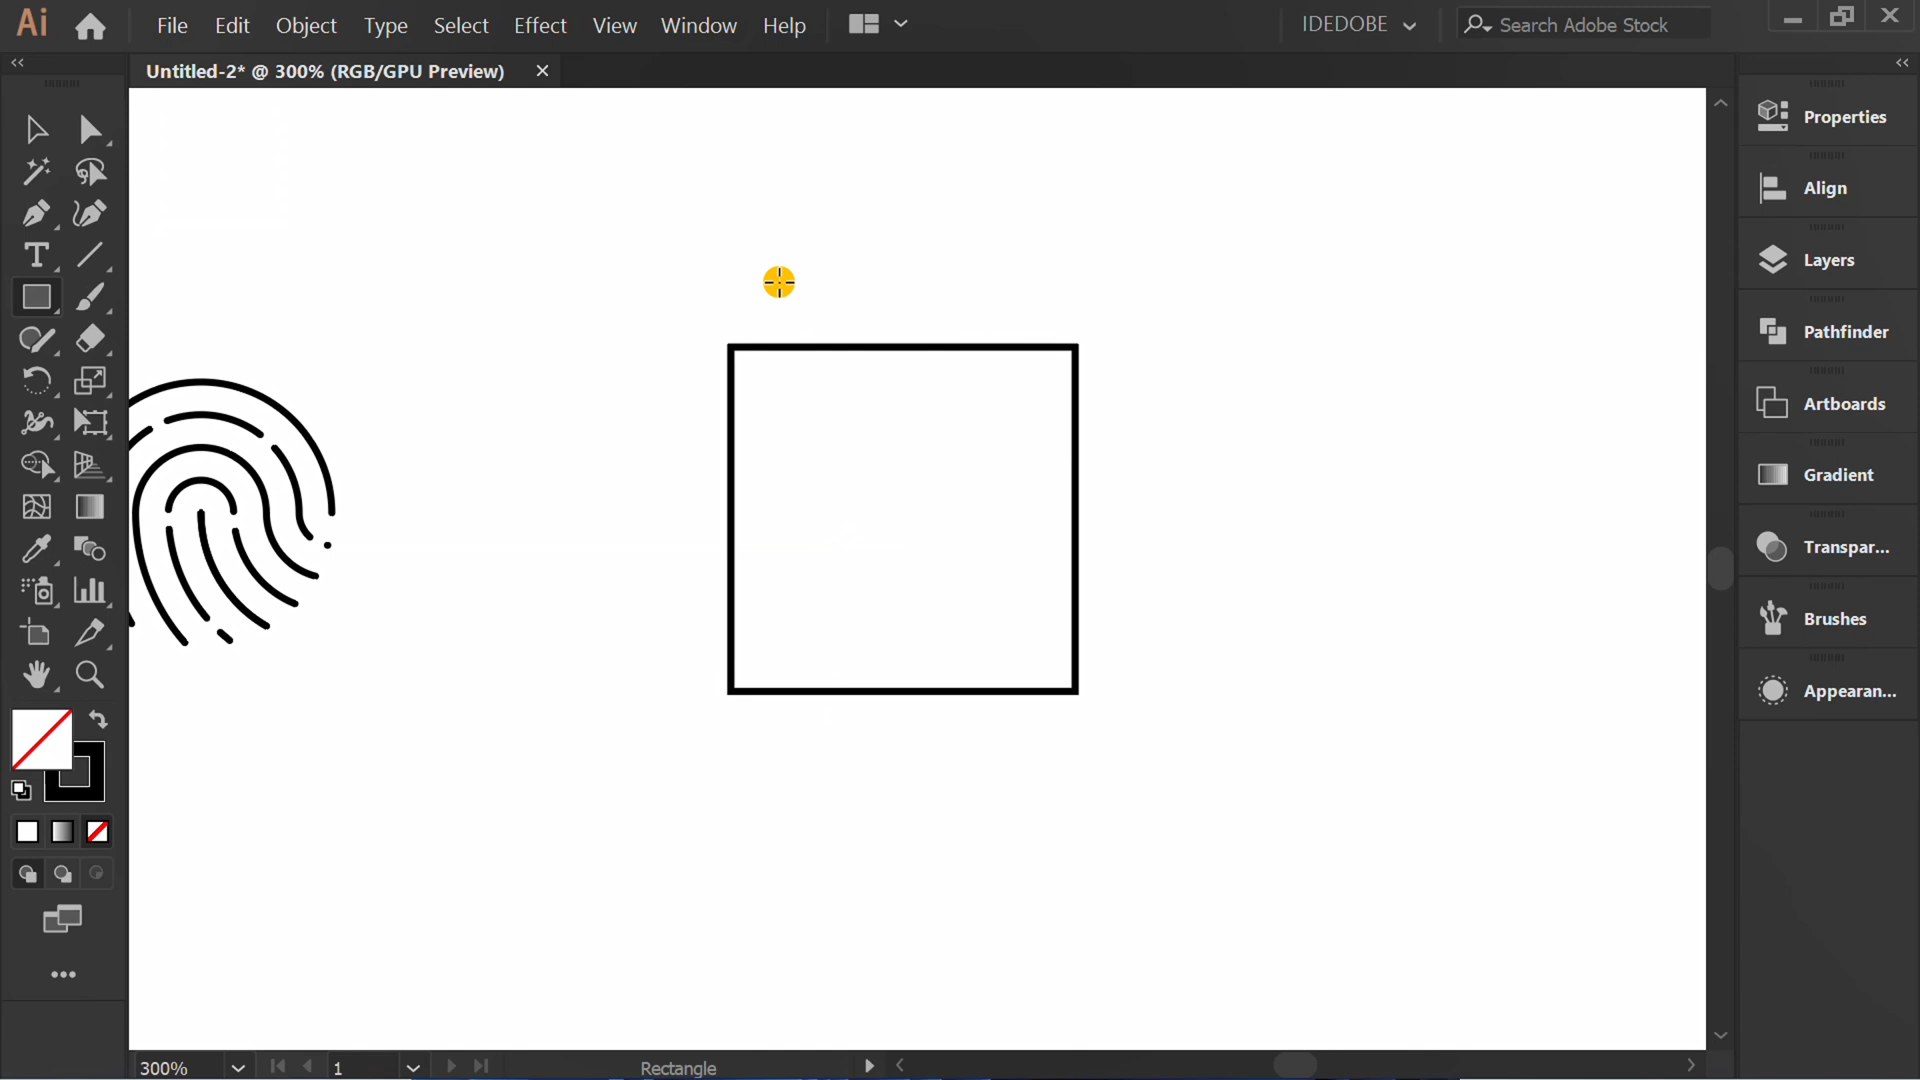 Ai File Edit Object Type Select Effect View Window Help IDEDOBE Search Adobe Stock
Untitled-2* @ 300% (RGB/GPU Preview)
Properties
Align
Layers
Pathfinder
Artboards
Gradient
Transpar...
Brushes
Appearan...
300% 1 Rectangle